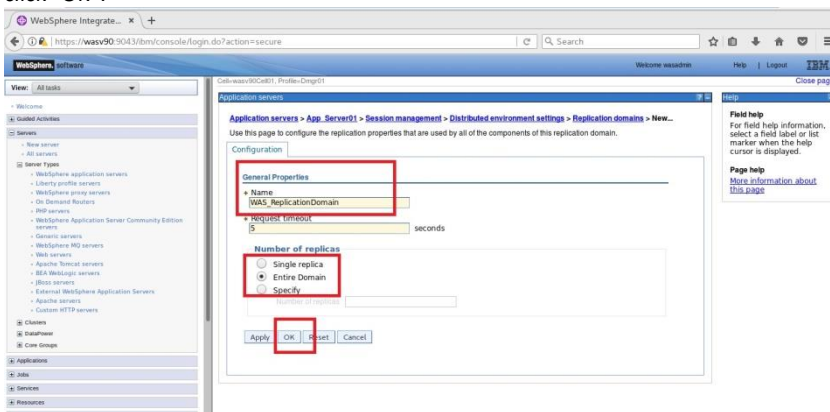 WebSphere Integrate... × +
https://wasv90:9043/ibm/console/login.do?action=secure
Search
WebSphere. software
Welcome wasadmin
Help | Logout
IBM
View: All tasks
Cell=wasv90Cell01, Profile=Dmgr01
Close pag
Welcome
Guided Activities
Servers
New server
All servers
Server Types
WebSphere application servers
Liberty profile servers
WebSphere proxy servers
On Demand Routers
PHP servers
WebSphere Application Server Community Edition
servers
Generic servers
WebSphere MQ servers
Web servers
Apache Tomcat servers
BEA WebLogic servers
JBoss servers
External WebSphere Application Servers
Apache servers
Custom HTTP servers
Clusters
DataPower
Core Groups
Applications
Jobs
Services
Resources
Application servers
? -
Application servers > App_Server01 > Session management > Distributed environment settings > Replication domains > New...
Use this page to configure the replication properties that are used by all of the components of this replication domain.
Configuration
General Properties
Name
WAS_ReplicationDomain
Request timeout
5 seconds
Number of replicas
Single replica
Entire Domain
Specify
Number of replicas
Apply OK Reset Cancel
Help
Field help
For field help information,
select a field label or list
marker when the help
cursor is displayed.
Page help
More information about
this page